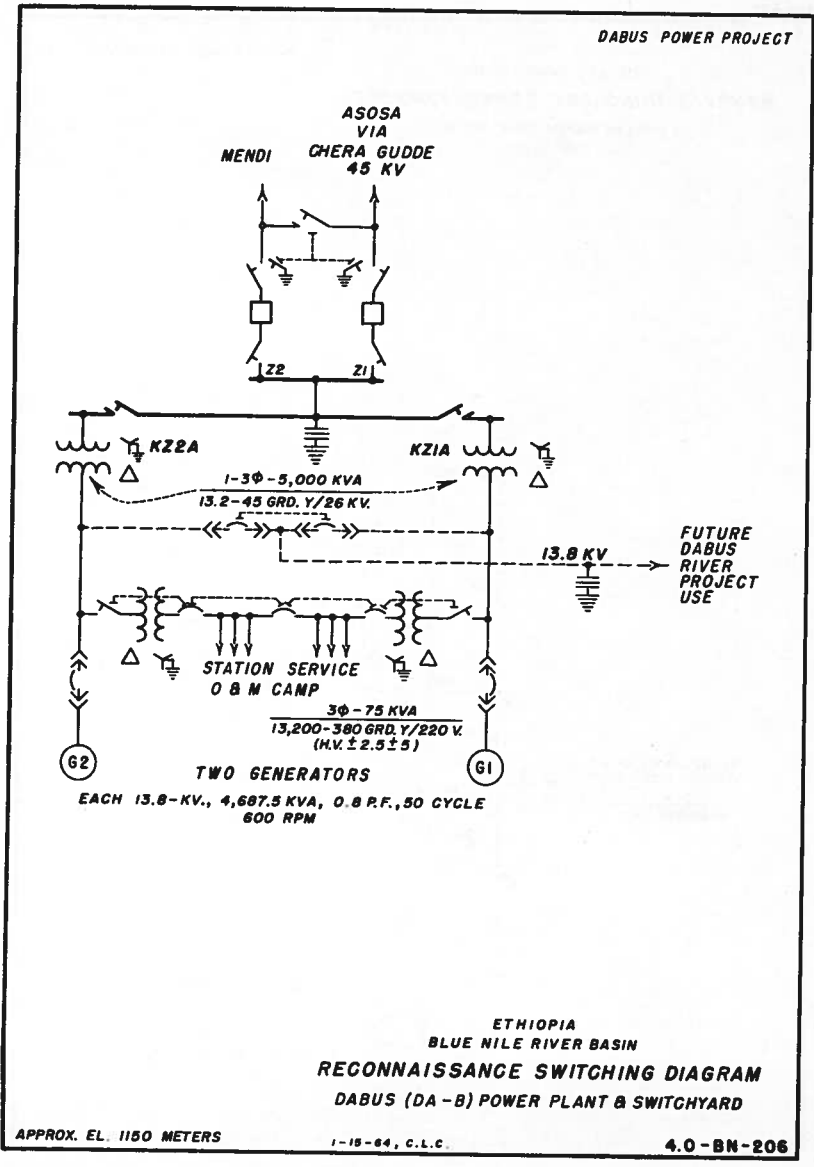 DABUS POWER PROJECT
ASOSA
VIA
CHERA GUDDE
45 KV
MENDI
Z2
Z1
KZ2A
KZ1A
1-3Φ-5,000 KVA
13.2-45 GRD. Y/26 KV.
13.8 KV
FUTURE
DABUS
RIVER
PROJECT
USE
STATION SERVICE
O & M CAMP
3Φ-75 KVA
13,200-380 GRD. Y/220 V.
(H.V. ± 2.5 ± 5)
G2
G1
TWO GENERATORS
EACH 13.8-KV., 4,687.5 KVA, 0.8 P.F., 50 CYCLE
600 RPM
ETHIOPIA
BLUE NILE RIVER BASIN
RECONNAISSANCE SWITCHING DIAGRAM
DABUS (DA-B) POWER PLANT & SWITCHYARD
APPROX. EL. 1150 METERS
1-15-64, C.L.C.
4.0-BN-206